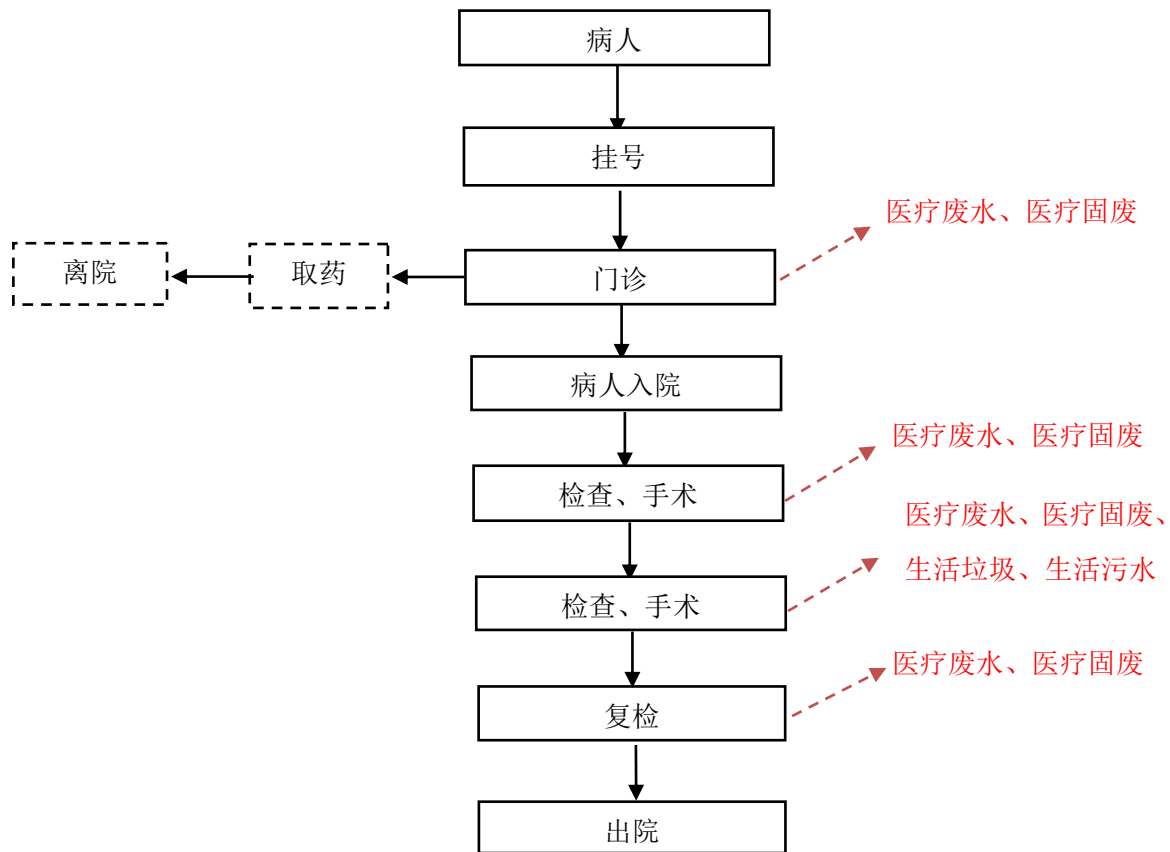 病人
挂号
医疗废水、医疗固废
离院
取药
门诊
病人入院
医疗废水、医疗固废
检查、手术
医疗废水、医疗固废、
生活垃圾、生活污水
检查、手术
医疗废水、医疗固废
复检
出院